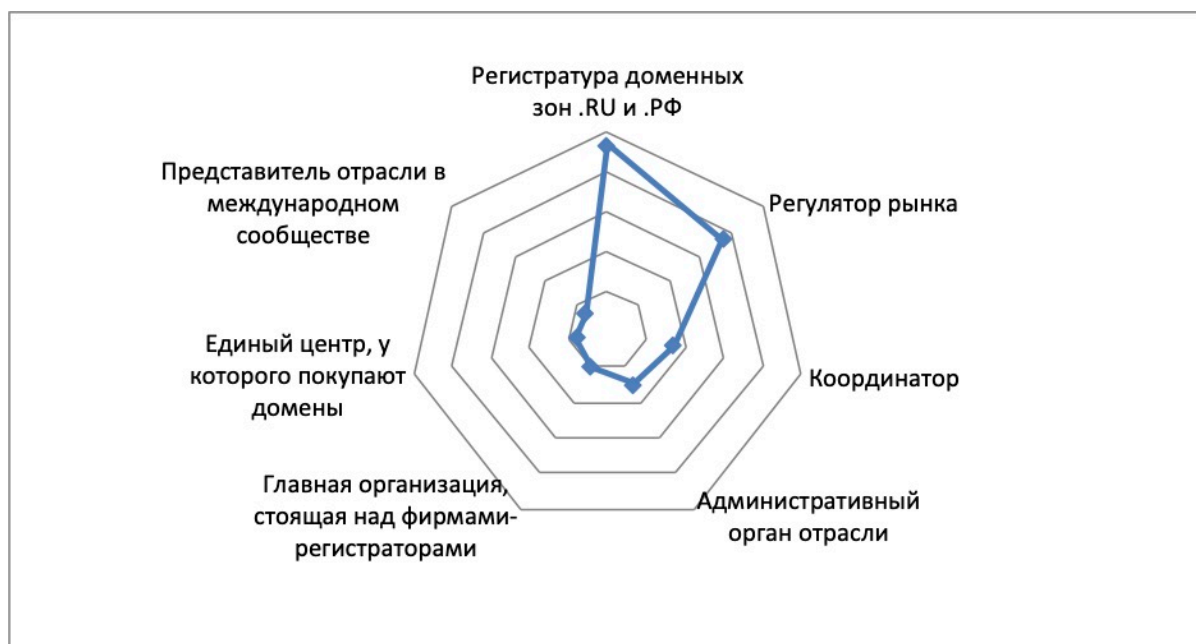 Регистратура доменных
зон .RU и .РФ
Регулятор рынка
Координатор
Административный
орган отрасли
Главная организация,
стоящая над фирмами-
регистраторами
Единый центр, у
которого покупают
домены
Представитель отрасли в
международном
сообществе